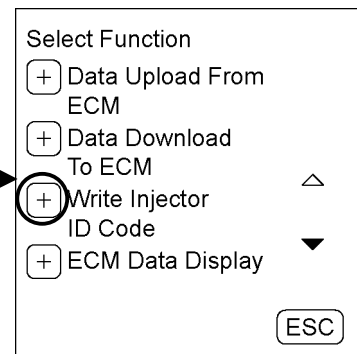 Select Function
+ Data Upload From
ECM
+ Data Download
To ECM
+ Write Injector
ID Code
+ ECM Data Display
ESC